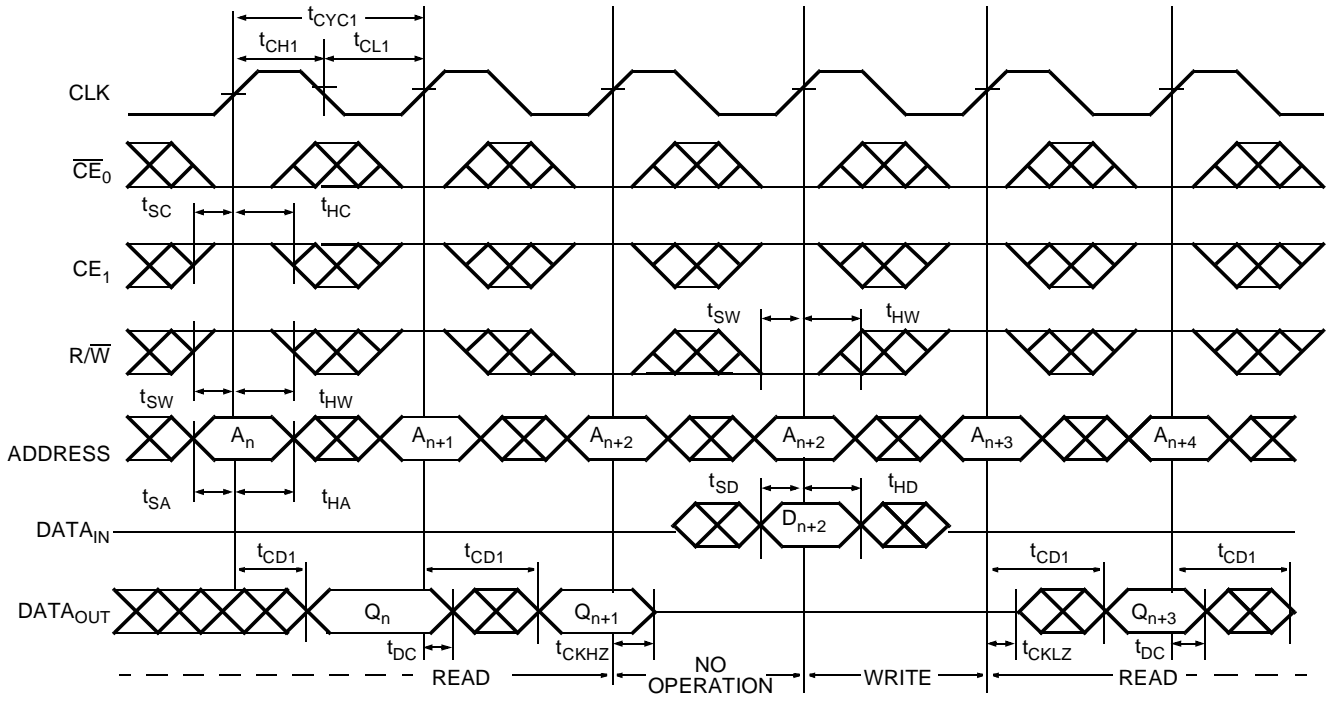 tCYC1
tCH1 tCL1
CLK
CE0
tSC tHC
CE1
tSW tHW
R/W
tSW tHW
An An+1 An+2 An+2 An+3 An+4
ADDRESS
tSA tHA tSD tHD
Dn+2
DATAIN
tCD1 tCD1 tCD1 tCD1
DATAOUT Qn Qn+1 Qn+3
tDC tCKHZ tCKLZ tDC
READ NO OPERATION WRITE READ